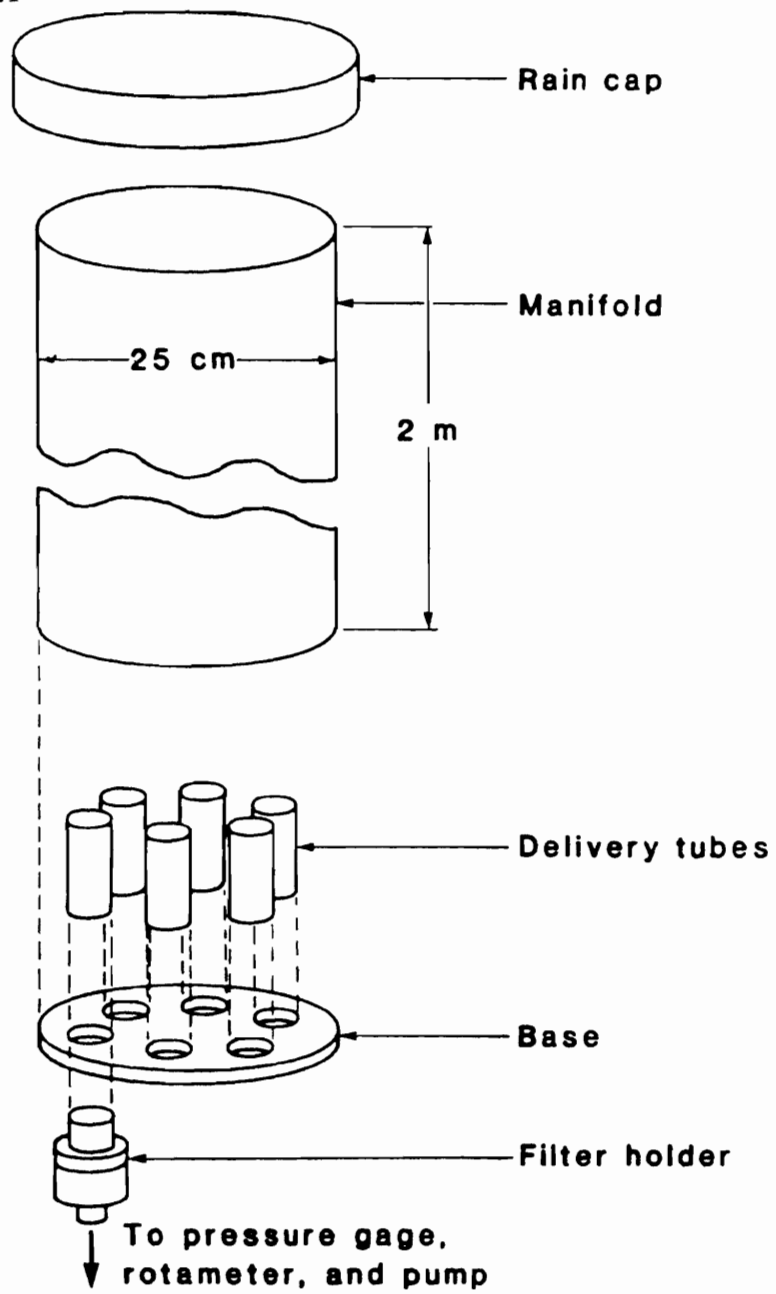 Rain cap
Manifold
25 cm
2 m
Delivery tubes
Base
Filter holder
To pressure gage,
rotameter, and pump